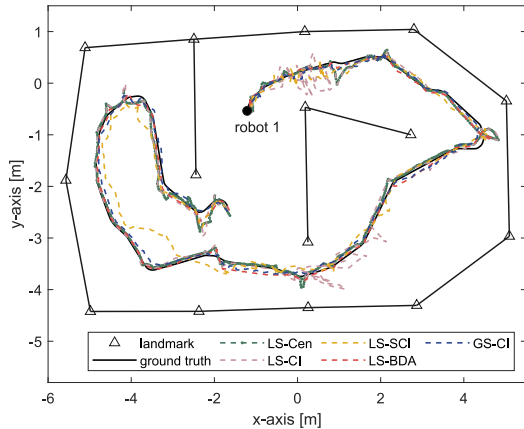 1
0
-1
-2
-3
-4
-5
y-axis [m]
robot 1
landmark LS-Cen LS-SCI GS-CI
ground truth LS-CI LS-BDA
-6 -4 -2 0 2 4 6
x-axis [m]